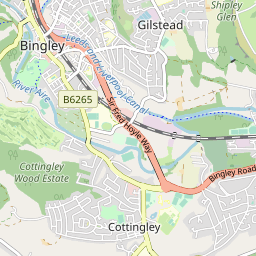 Shipley
Glen
Gilstead
Bingley
Leeds and Liverpool Canal
River Aire
B6265
Sir Fred Hoyle Way
Cottingley
Wood Estate
Bingley Road
Cottingley